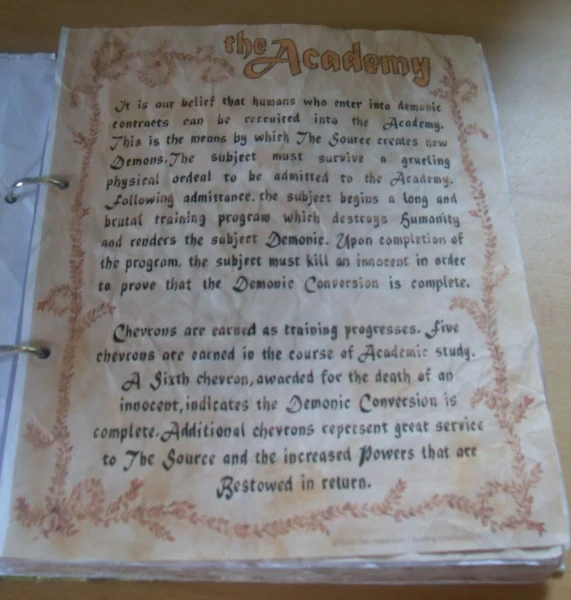 the Academy
It is our belief that humans who enter into demonic
contracts can be recruited into the Academy.
This is the means by which The Source creates new
Demons. The subject must survive a grueling
physical ordeal to be admitted to the Academy.
Following admittance, the subject begins a long and
brutal training program which destroys Humanity
and renders the subject Demonic. Upon completion of
the program, the subject must kill an innocent in order
to prove that the Demonic Conversion is complete.
Chevrons are earned as training progresses. Five
chevrons are earned in the course of Academic study.
A Sixth chevron, awarded for the death of an
innocent, indicates the Demonic Conversion is
complete. Additional chevrons represent great service
to The Source and the increased Powers that are
Bestowed in return.